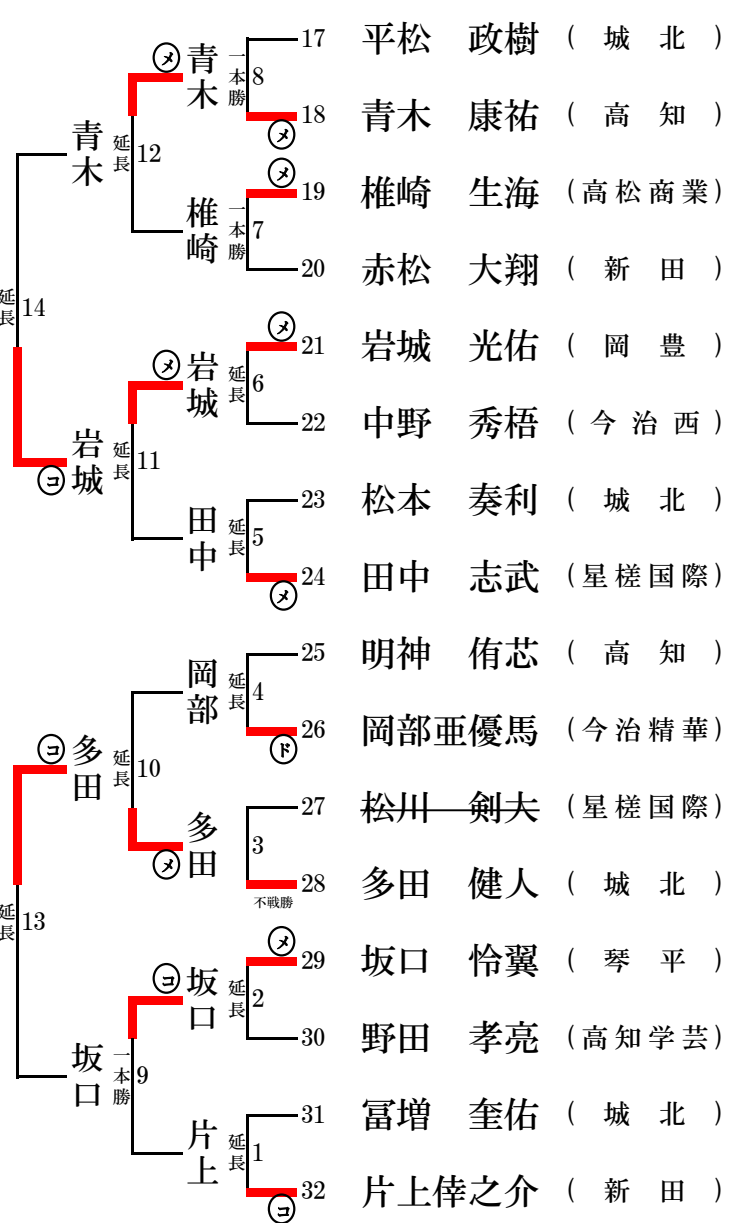 17 平松 政樹 ( 城 北 )
18 青木 康祐 ( 高 知 )
19 椎崎 生海 (高松商業)
20 赤松 大翔 ( 新 田 )
21 岩城 光佑 ( 岡 豊 )
22 中野 秀梧 ( 今 治 西 )
23 松本 奏利 ( 城 北 )
24 田中 志武 (星槎国際)
25 明神 侑芯 ( 高 知 )
26 岡部亜優馬 (今治精華)
27 松川 剣大 (星槎国際)
28 多田 健人 ( 城 北 )
29 坂口 怜翼 ( 琴 平 )
30 野田 孝亮 (高知学芸)
31 冨増 奎佑 ( 城 北 )
32 片上倖之介 ( 新 田 )
メ
青木
一本勝
8
メ
メ
椎崎
一本勝
7
メ
メ
岩城
延長
6
田中
延長
5
メ
岡部
延長
4
ド
多田
メ
3
不戦勝
メ
コ
坂口
延長
2
片上
延長
1
コ
青木
延長
12
岩城
コ
延長
11
コ
多田
延長
10
坂口
一本勝
9
延長
14
延長
13